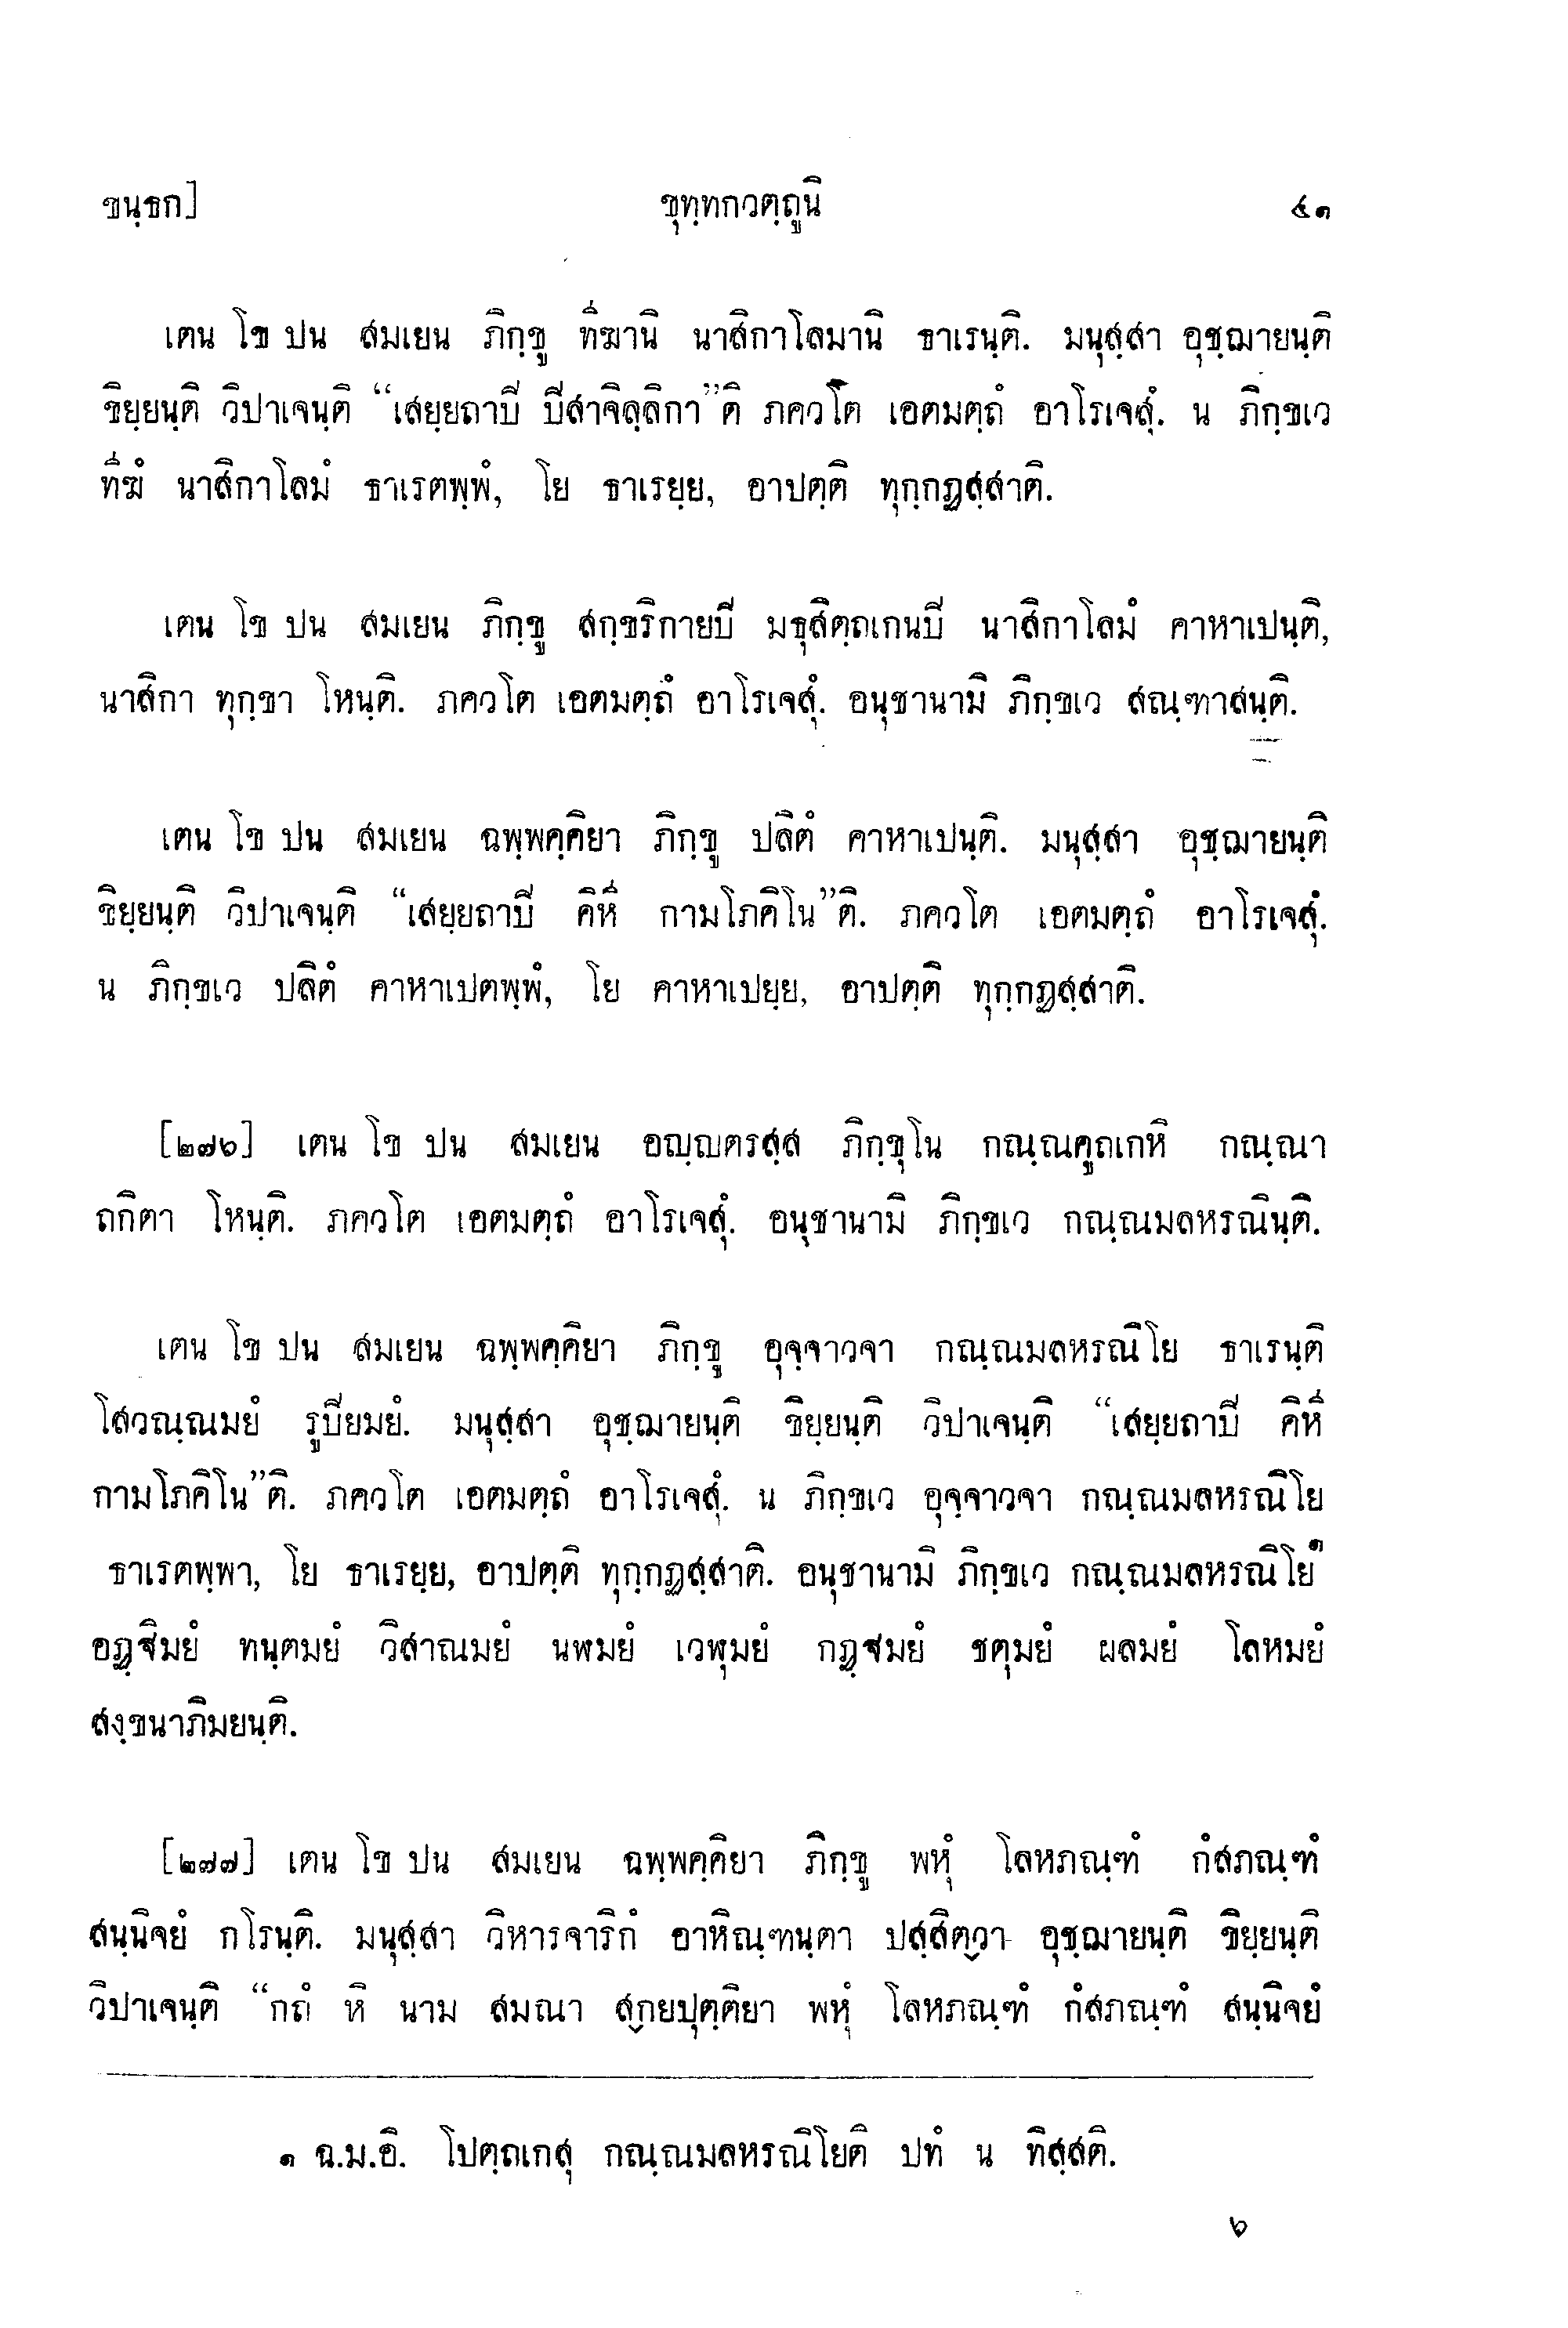 ขนฺธก]
ขุทฺทกวตฺถูนิ
๔๑
เตน โข ปน สมเยน ภิกฺขู ทีฆานิ นาสิกาโลมานิ ธาเรนฺติ. มนุสฺสา อุชฺฌายนฺติ
ขิยฺยนฺติ วิปาเจนฺติ “เสยฺยถาปิ ปิสาจิลฺลิกา”ติ ภควโต เอตมตฺถํ อาโรเจสุํ. น ภิกฺขเว
ทีฆํ นาสิกาโลมํ ธาเรตพฺพํ, โย ธาเรยฺย, อาปตฺติ ทุกฺกฏสฺสาติ.
เตน โข ปน สมเยน ภิกฺขู สกฺขริกายปิ มธุสิตฺถเกนปิ นาสิกาโลมํ คาหาเปนฺติ,
นาสิกา ทุกฺขา โหนฺติ. ภควโต เอตมตฺถํ อาโรเจสุํ. อนุชานามิ ภิกฺขเว สณฺฑาสนฺติ.
เตน โข ปน สมเยน ฉพฺพคฺคิยา ภิกฺขู ปลิตํ คาหาเปนฺติ. มนุสฺสา อุชฺฌายนฺติ
ขิยฺยนฺติ วิปาเจนฺติ “เสยฺยถาปิ คิหี กามโภคิโน”ติ. ภควโต เอตมตฺถํ อาโรเจสุํ.
น ภิกฺขเว ปลิตํ คาหาเปตพฺพํ, โย คาหาเปยฺย, อาปตฺติ ทุกฺกฏสฺสาติ.
[๒๗๖] เตน โข ปน สมเยน อญฺญตรสฺส ภิกฺขุโน กณฺณคูถเกหิ กณฺณา
ถกิตา โหนฺติ. ภควโต เอตมตฺถํ อาโรเจสุํ. อนุชานามิ ภิกฺขเว กณฺณมลหรณินฺติ.
เตน โข ปน สมเยน ฉพฺพคฺคิยา ภิกฺขู อุจฺจาวจา กณฺณมลหรณิโย ธาเรนฺติ
โสวณฺณมยํ รูปิยมยํ. มนุสฺสา อุชฺฌายนฺติ ขิยฺยนฺติ วิปาเจนฺติ “เสยฺยถาปิ คิหี
กามโภคิโน”ติ. ภควโต เอตมตฺถํ อาโรเจสุํ. น ภิกฺขเว อุจฺจาวจา กณฺณมลหรณิโย
ธาเรตพฺพา, โย ธาเรยฺย, อาปตฺติ ทุกฺกฏสฺสาติ. อนุชานามิ ภิกฺขเว กณฺณมลหรณิโย๑
อฏฺฐิมยํ ทนฺตมยํ วิสาณมยํ นฬมยํ เวฬุมยํ กฏฺฐมยํ ชตุมยํ ผลมยํ โลหมยํ
สงฺขนาภิมยนฺติ.
[๒๗๗] เตน โข ปน สมเยน ฉพฺพคฺคิยา ภิกฺขู พหุํ โลหภณฺฑํ กํสภณฺฑํ
สนฺนิจยํ กโรนฺติ. มนุสฺสา วิหารจาริกํ อาหิณฺฑนฺตา ปสฺสิตฺวา อุชฺฌายนฺติ ขิยฺยนฺติ
วิปาเจนฺติ “กถํ หิ นาม สมณา สกฺยปุตฺติยา พหุํ โลหภณฺฑํ กํสภณฺฑํ สนฺนิจยํ
๑ ฉ.ม.อิ. โปตฺถเกสุ กณฺณมลหรณิโยติ ปทํ น ทิสฺสติ.
๖